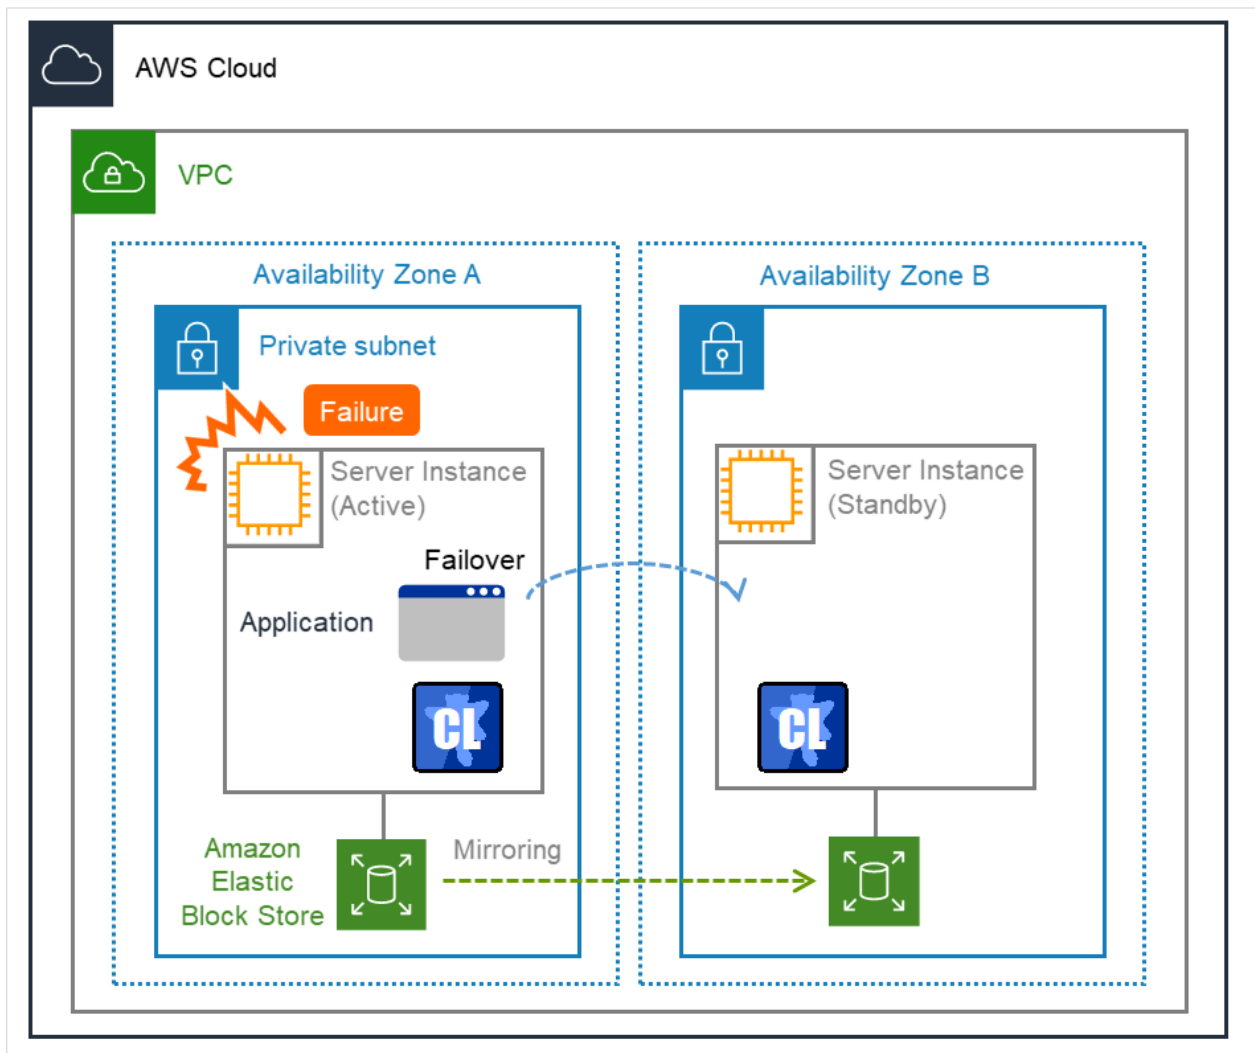 AWS Cloud
VPC
Availability Zone A
Availability Zone B
Private subnet
Failure
Server Instance
(Active)
Server Instance
(Standby)
Failover
Application
CL
CL
Amazon
Elastic
Block Store
Mirroring